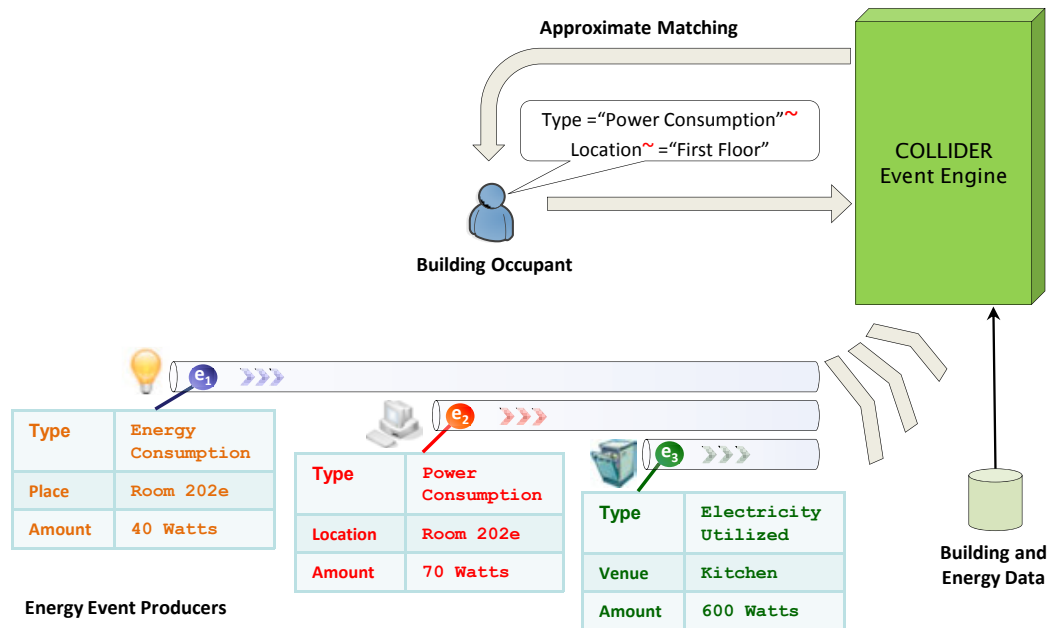 Approximate Matching
Type ="Power Consumption"~
Location~ ="First Floor"
COLLIDER
Event Engine
Building Occupant
e1
e2
e3
Type
Energy
Consumption
Place
Room 202e
Amount
40 Watts
Type
Power
Consumption
Location
Room 202e
Amount
70 Watts
Type
Electricity
Utilized
Venue
Kitchen
Amount
600 Watts
Building and
Energy Data
Energy Event Producers